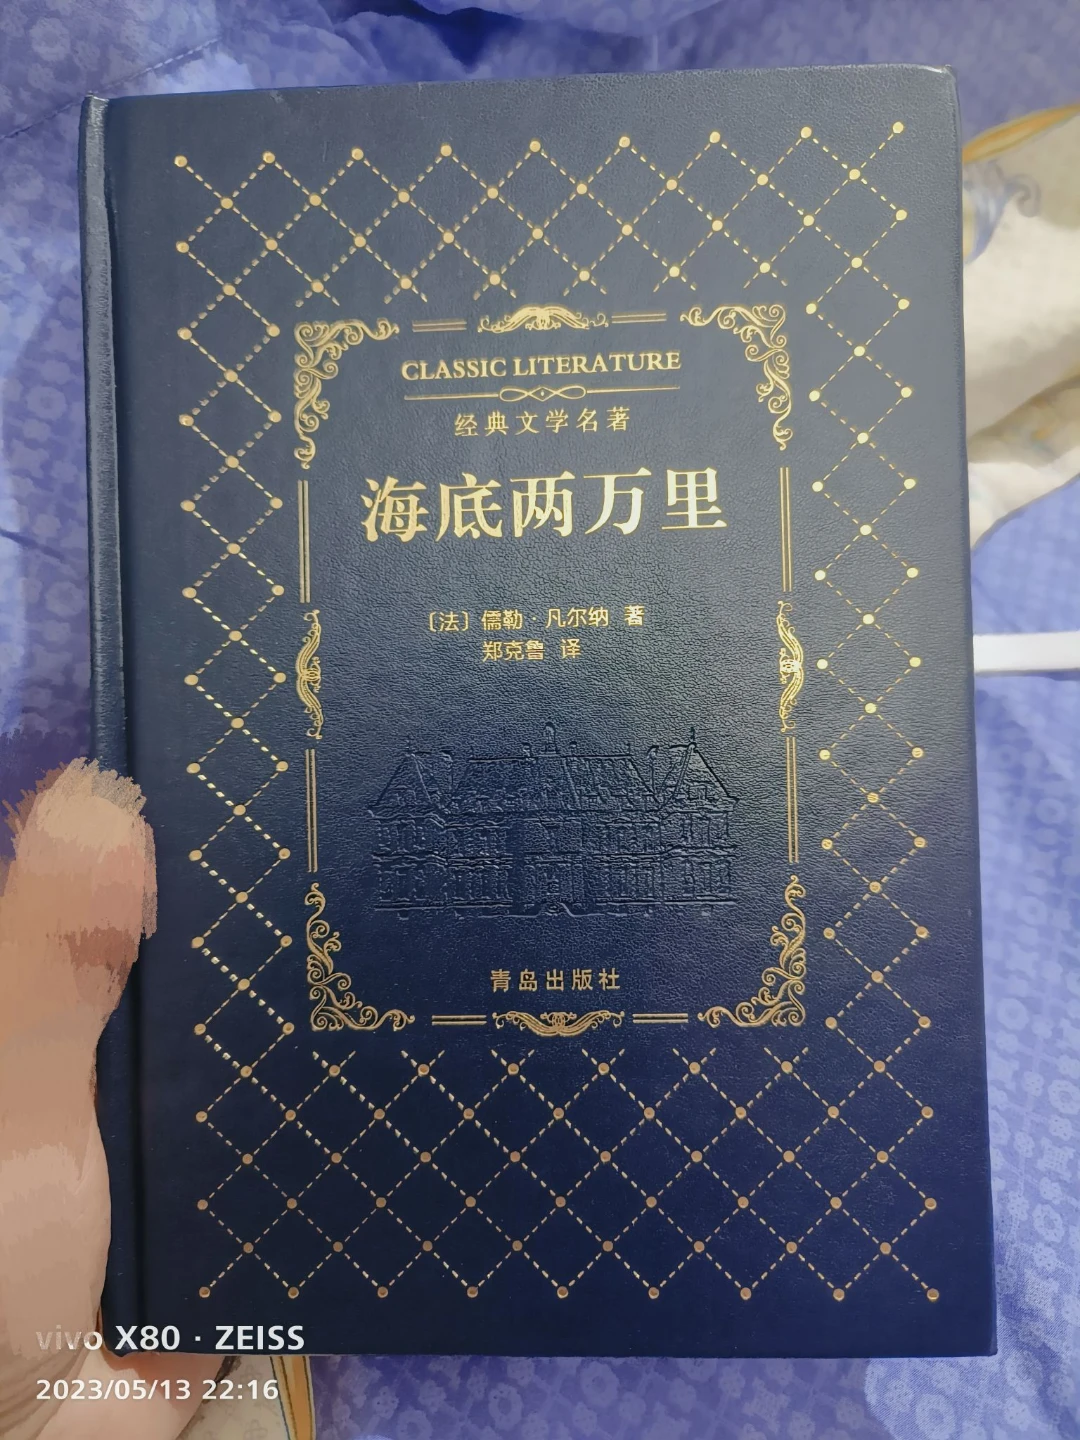 CLASSIC LITERATURE
经典文学名著
海底两万里
〔法〕儒勒·凡尔纳 著
郑克鲁 译
青岛出版社
vivo X80 · ZEISS
2023/05/13 22:16